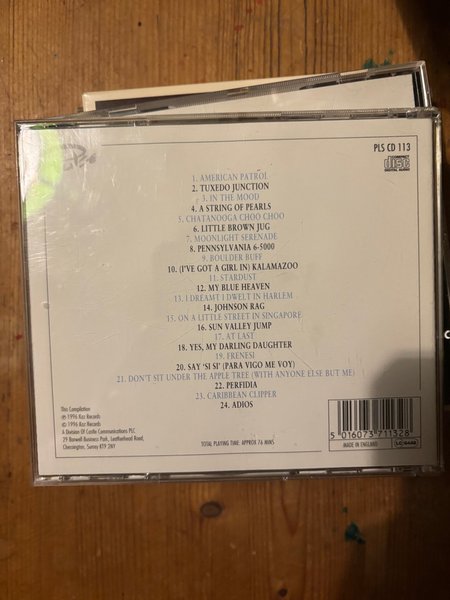 PLS CD 113
COMPACT
disc
DIGITAL AUDIO
1. AMERICAN PATROL
2. TUXEDO JUNCTION
3. IN THE MOOD
4. A STRING OF PEARLS
5. CHATANOOGA CHOO CHOO
6. LITTLE BROWN JUG
7. MOONLIGHT SERENADE
8. PENNSYLVANIA 6-5000
9. BOULDER BUFF
10. (I'VE GOT A GIRL IN) KALAMAZOO
11. STARDUST
12. MY BLUE HEAVEN
13. I DREAMT I DWELT IN HARLEM
14. JOHNSON RAG
15. ON A LITTLE STREET IN SINGAPORE
16. SUN VALLEY JUMP
17. AT LAST
18. YES, MY DARLING DAUGHTER
19. FRENESI
20. SAY 'SI SI' (PARA VIGO ME VOY)
21. DON'T SIT UNDER THE APPLE TREE (WITH ANYONE ELSE BUT ME)
22. PERFIDIA
23. CARIBBEAN CLIPPER
24. ADIOS
This Compilation
℗ 1996 Kaz Records
© 1996 Kaz Records
A Division Of Castle Communications PLC
29 Barwell Business Park, Leatherhead Road,
Chessington, Surrey KT9 2NY
TOTAL PLAYING TIME: APPROX 76 MINS
5 016073 711328
MADE IN ENGLAND